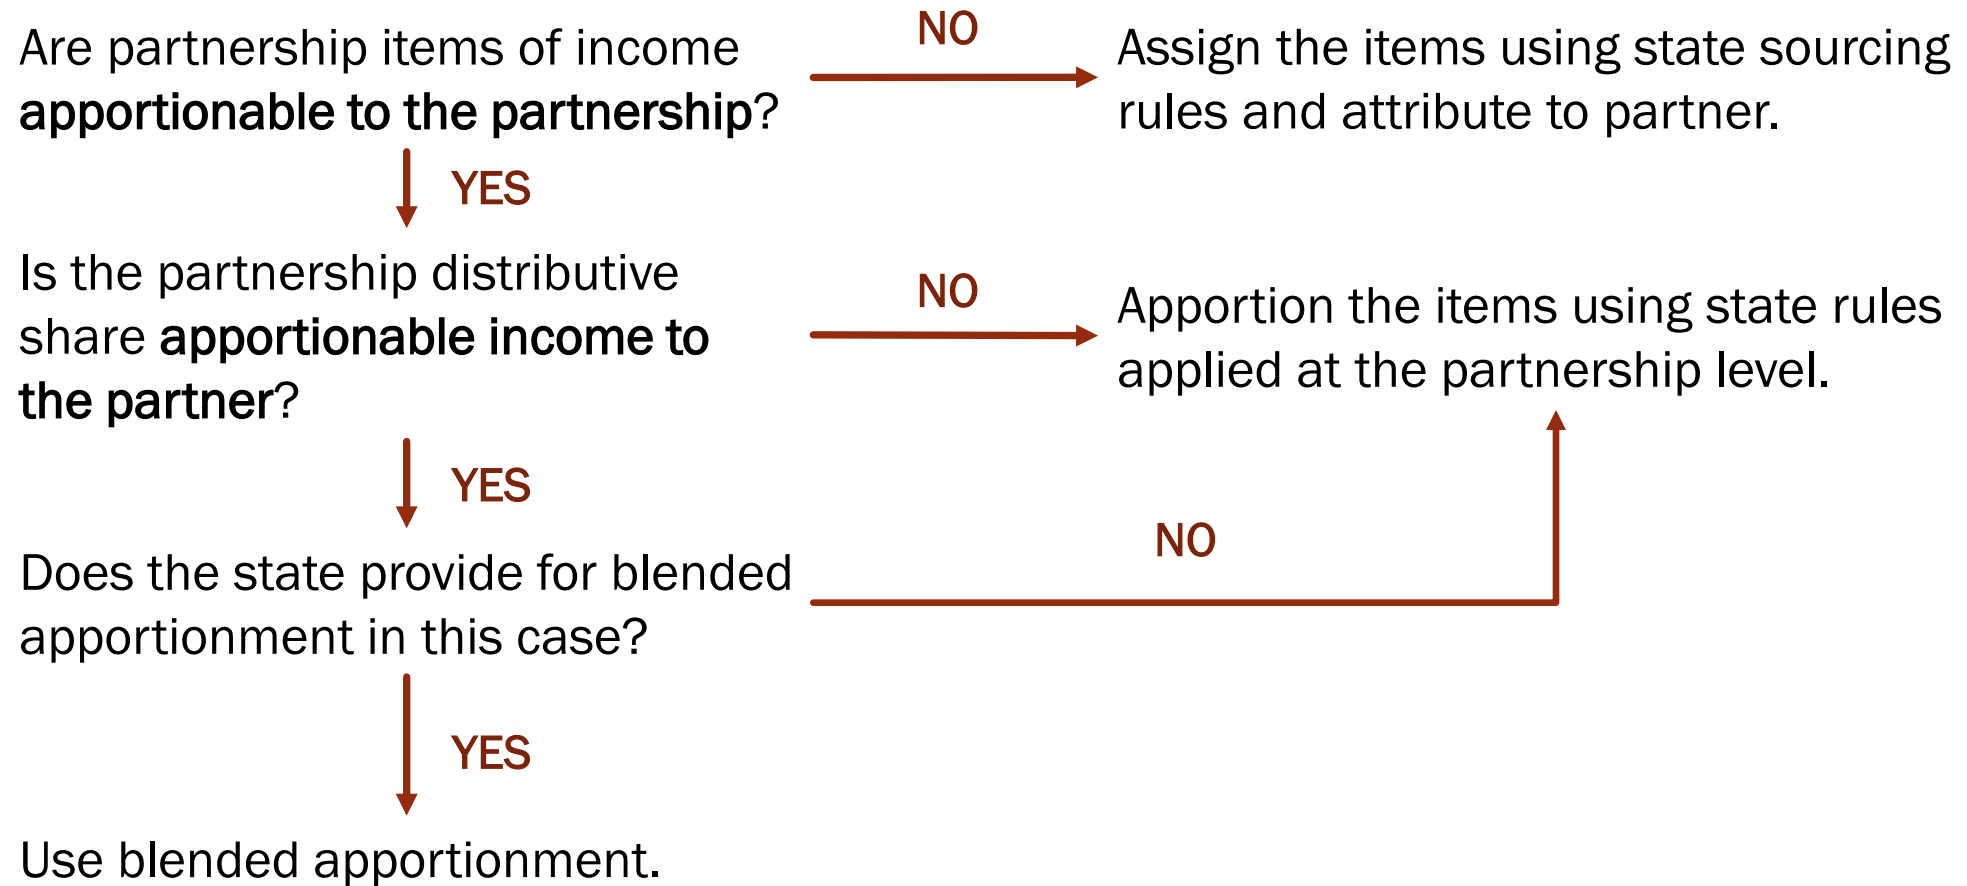 Are partnership items of income
apportionable to the partnership?
NO
Assign the items using state sourcing
rules and attribute to partner.
YES
Is the partnership distributive
share apportionable income to
the partner?
NO
Apportion the items using state rules
applied at the partnership level.
YES
Does the state provide for blended
apportionment in this case?
NO
YES
Use blended apportionment.